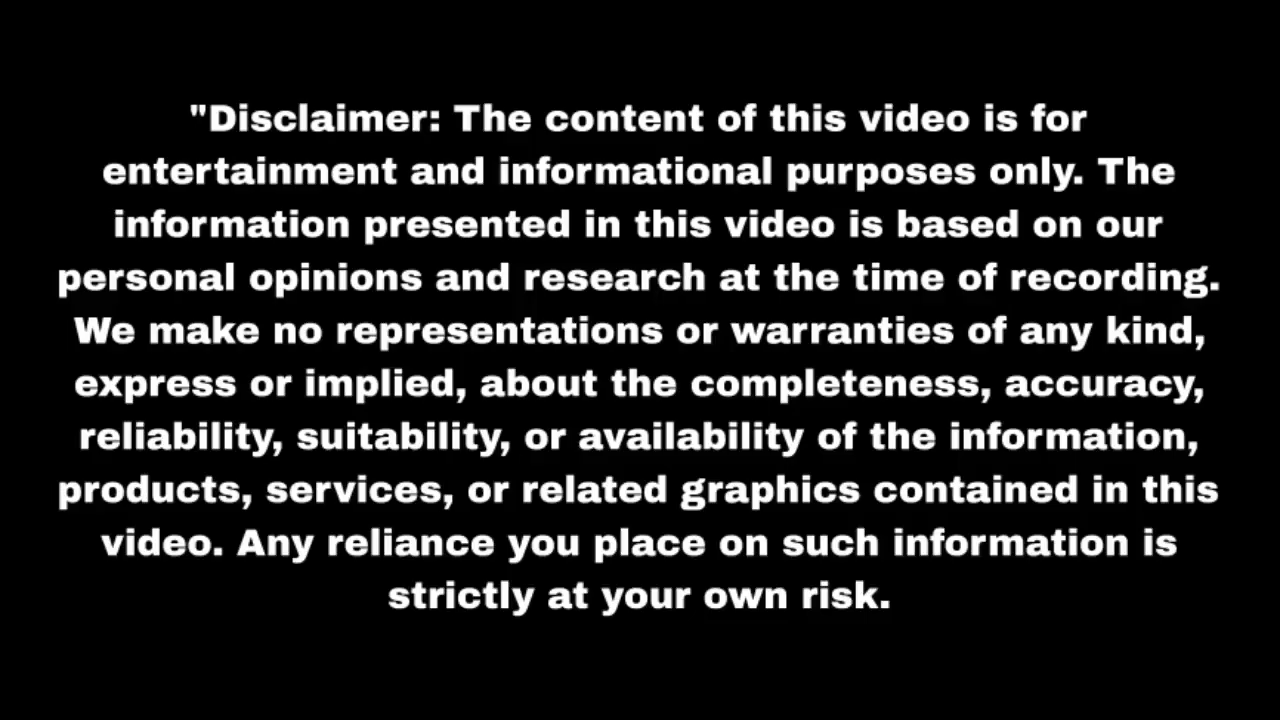 "Disclaimer: The content of this video is for
entertainment and informational purposes only. The
information presented in this video is based on our
personal opinions and research at the time of recording.
We make no representations or warranties of any kind,
express or implied, about the completeness, accuracy,
reliability, suitability, or availability of the information,
products, services, or related graphics contained in this
video. Any reliance you place on such information is
strictly at your own risk.